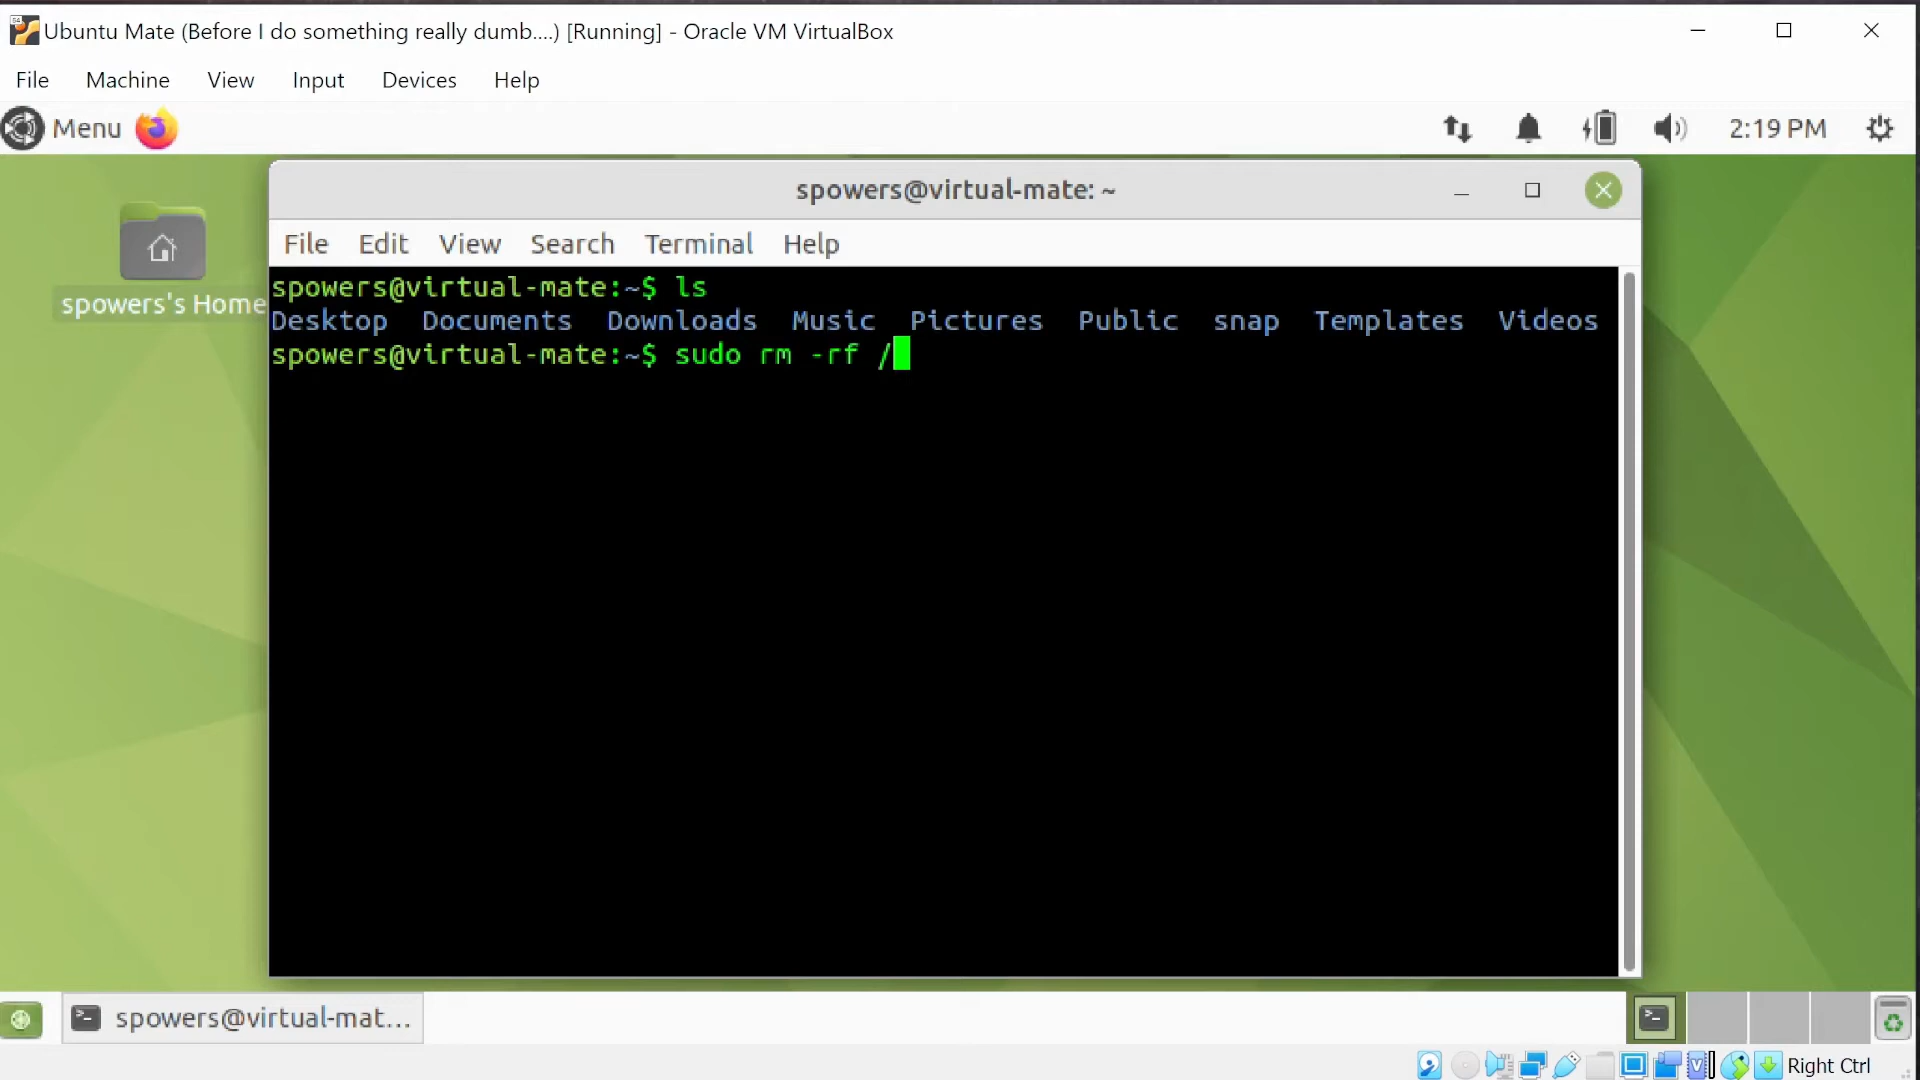 Ubuntu Mate (Before I do something really dumb....) [Running] - Oracle VM VirtualBox
File Machine View Input Devices Help
Menu 2:19 PM
spowers@virtual-mate: ~
spowers's Home
File Edit View Search Terminal Help
spowers@virtual-mate:~$ ls
Desktop Documents Downloads Music Pictures Public snap Templates Videos
spowers@virtual-mate:~$ sudo rm -rf /
spowers@virtual-mat...
Right Ctrl